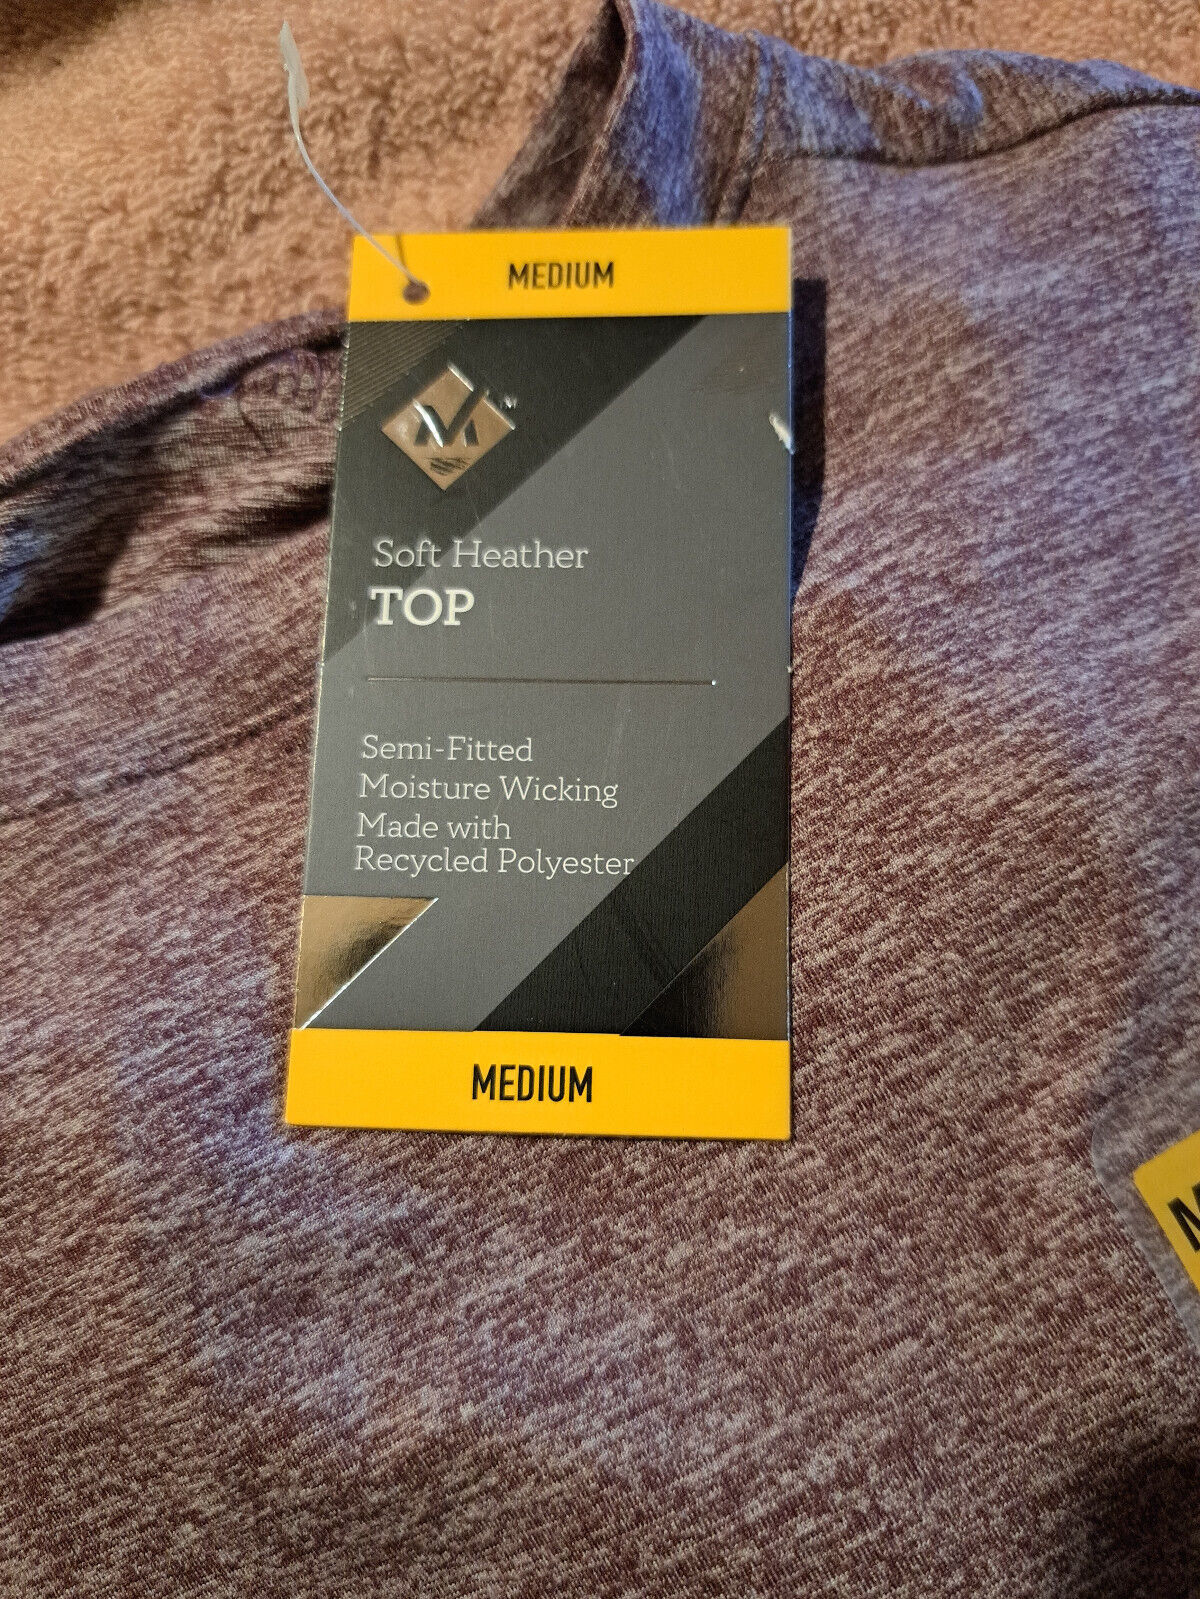 MEDIUM
Soft Heather
TOP
Semi-Fitted
Moisture Wicking
Made with
Recycled Polyester
MEDIUM
M